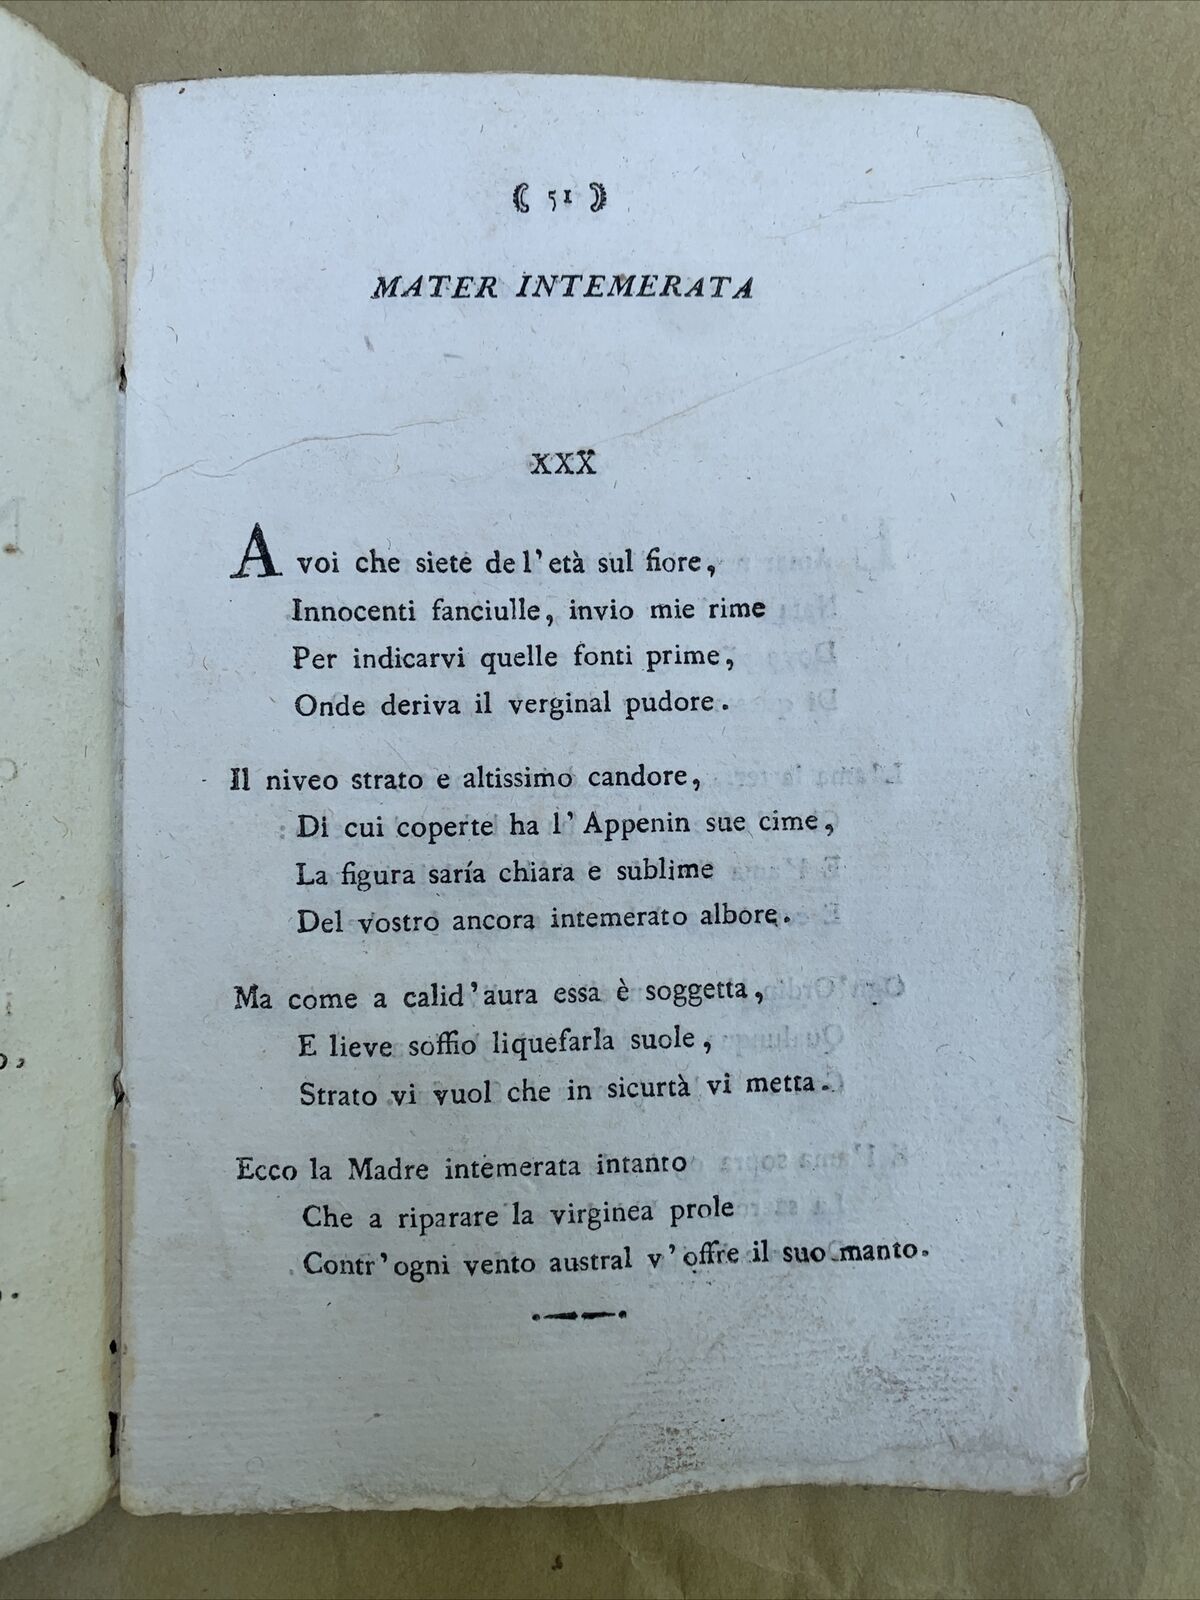 ( 51 )
MATER INTEMERATA
XXX
A voi che siete de l' età sul fiore,
Innocenti fanciulle, invio mie rime
Per indicarvi quelle fonti prime,
Onde deriva il verginal pudore.
Il niveo strato e altissimo candore,
Di cui coperte ha l' Appenin sue cime,
La figura saría chiara e sublime
Del vostro ancora intemerato albore.
Ma come a calid' aura essa è soggetta,
E lieve soffio liquefarla suole,
Strato vi vuol che in sicurtà vi metta.
Ecco la Madre intemerata intanto
Che a riparare la virginea prole
Contr' ogni vento austral v' offre il suo manto.